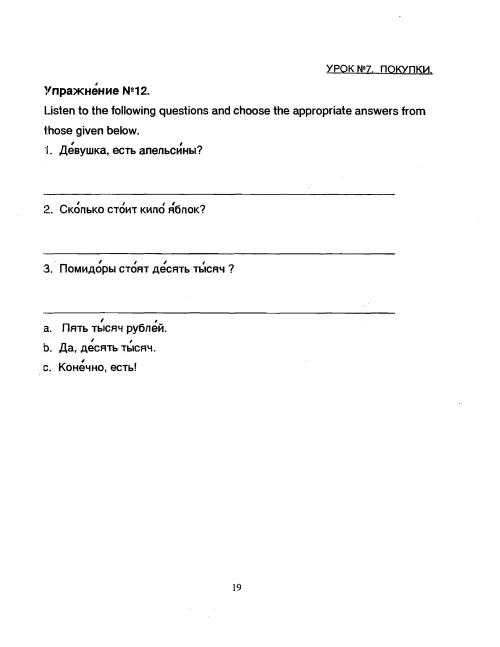 УРОК №7. ПОКУПКИ.
Упражне́ние №12.
Listen to the following questions and choose the appropriate answers from
those given below.
1. Де́вушка, есть апельси́ны?
2. Ско́лько сто́ит кило́ я́блок?
3. Помидо́ры стоя́т де́сять ты́сяч ?
a. Пять ты́сяч рубле́й.
b. Да, де́сять ты́сяч.
c. Коне́чно, есть!
19